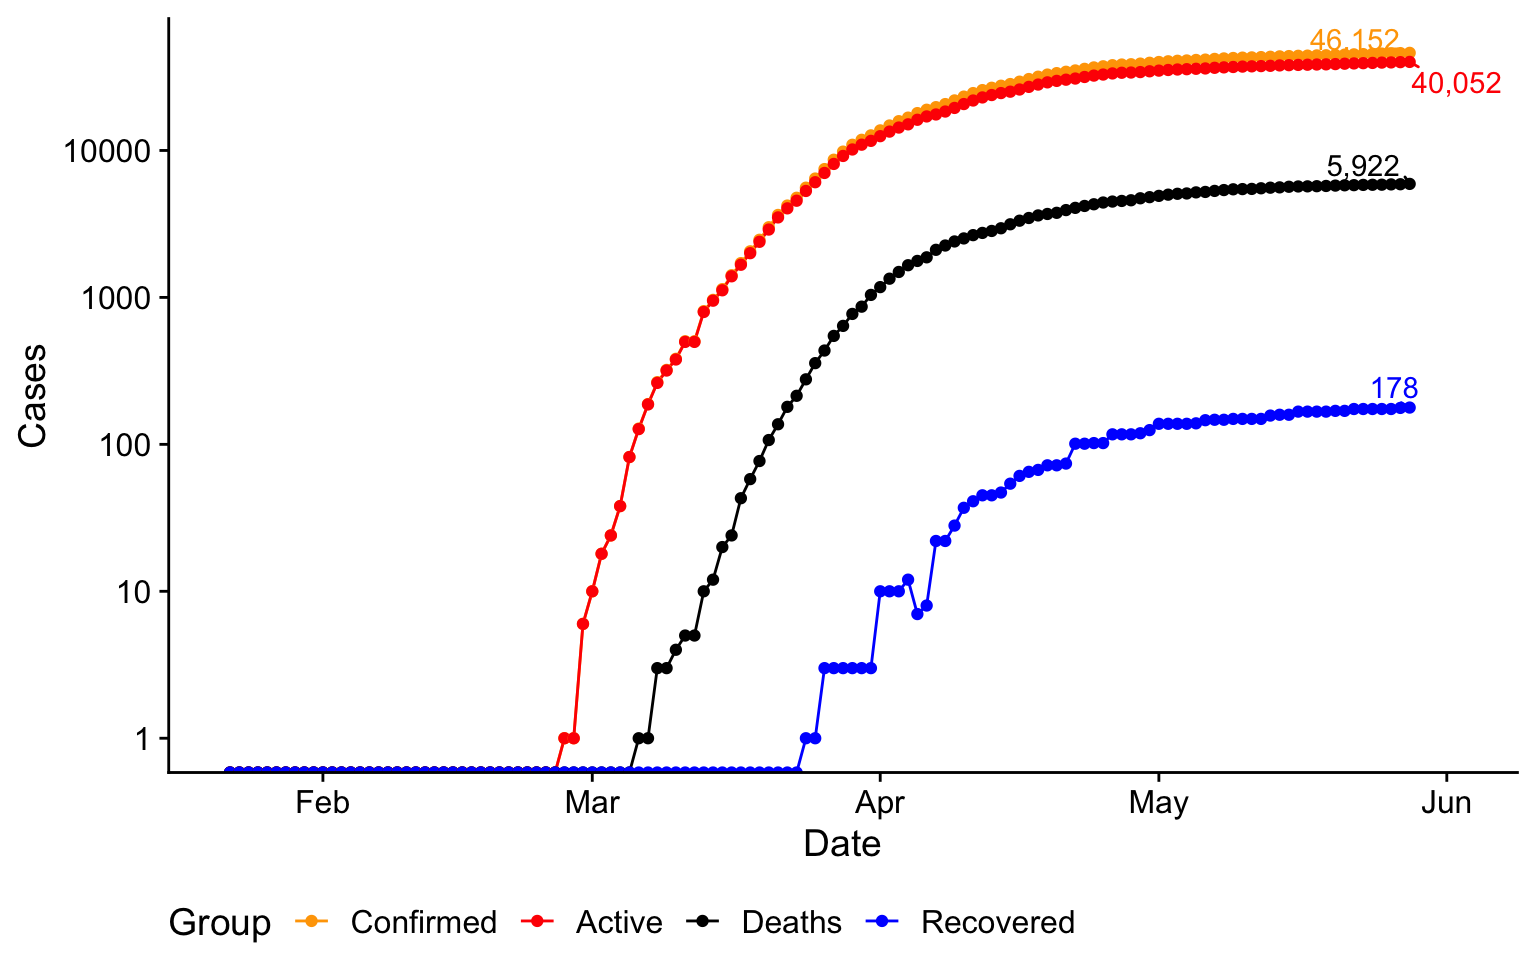 46,152
40,052
10000
5,922
1000
178
100
10
1
Cases
Feb Mar Apr May Jun
Date
Group Confirmed Active Deaths Recovered